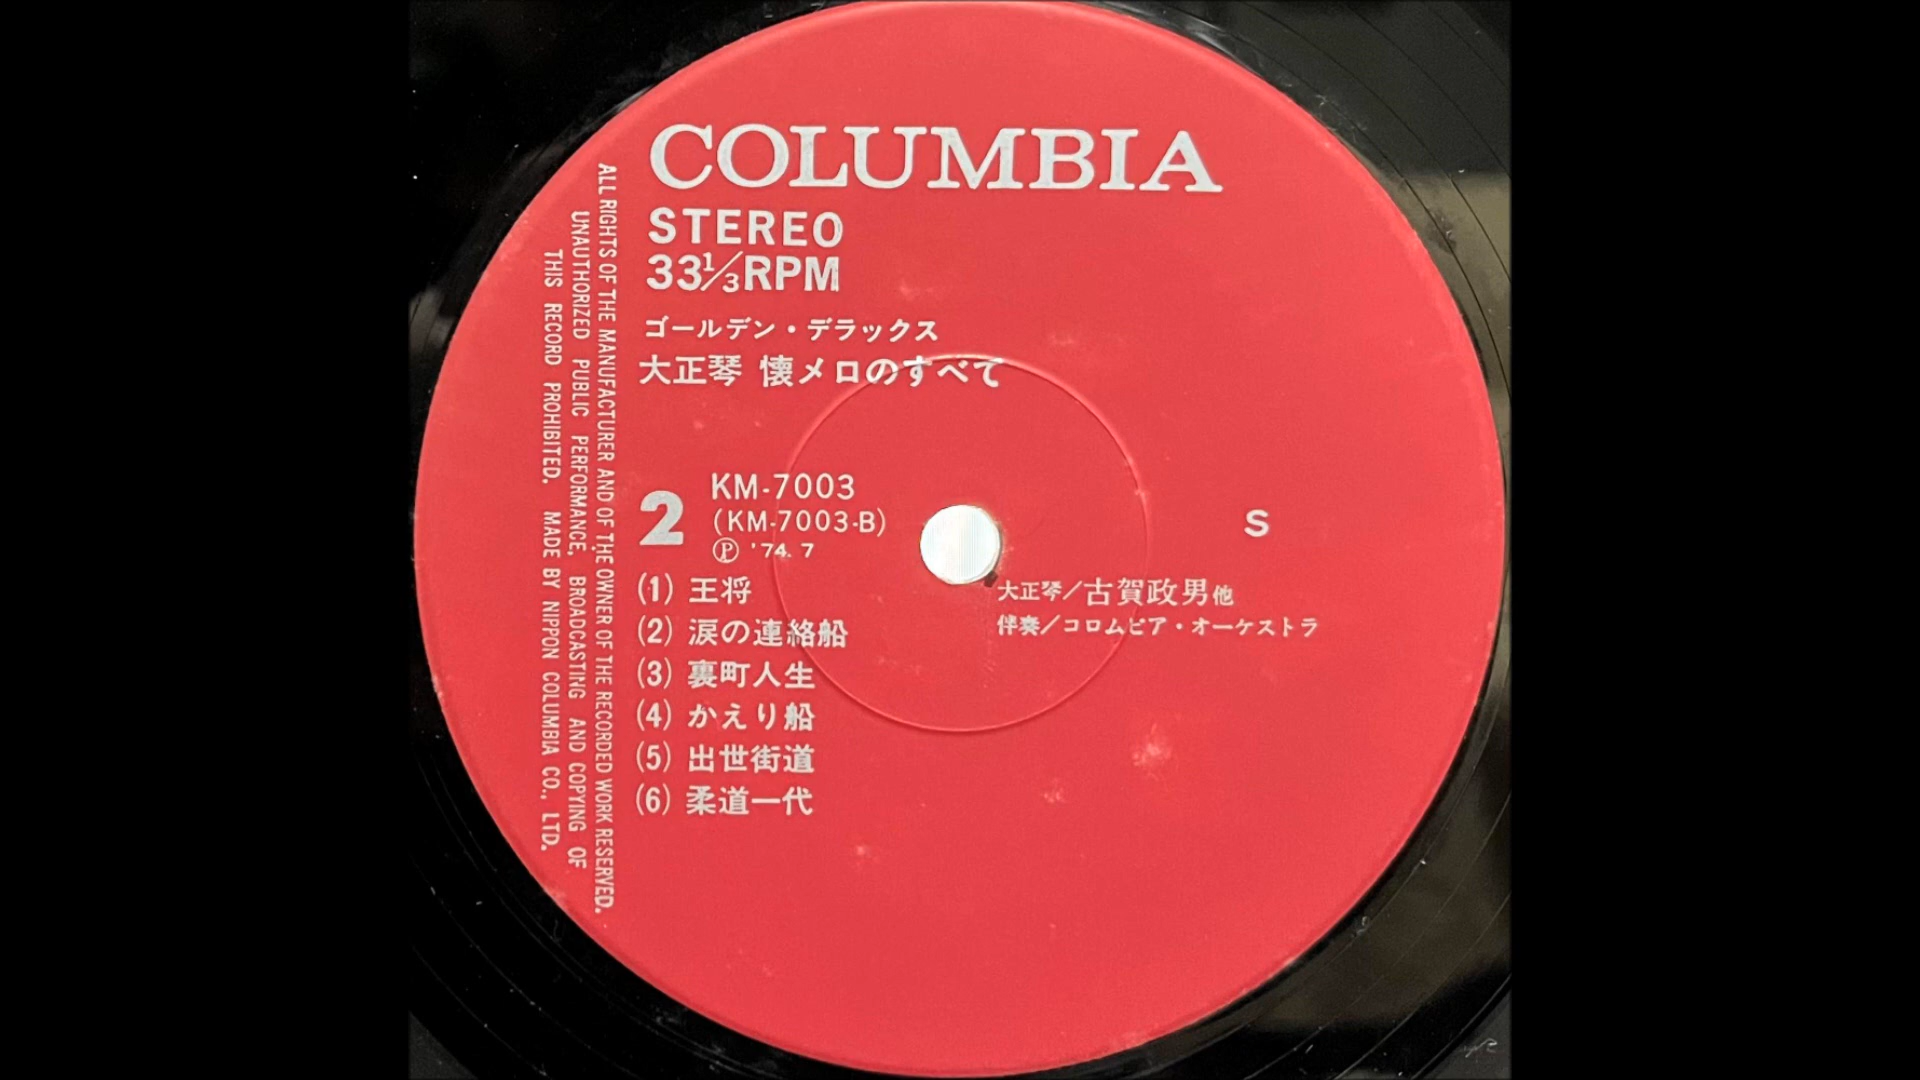 COLUMBIA
STEREO
33⅓RPM
ゴールデン・デラックス
大正琴 懐メロのすべて
2
KM-7003
(KM-7003-B)
Ⓟ '74. 7
S
(1) 王将
(2) 涙の連絡船
(3) 裏町人生
(4) かえり船
(5) 出世街道
(6) 柔道一代
大正琴/古賀政男他
伴奏/コロムビア・オーケストラ
ALL RIGHTS OF THE MANUFACTURER AND OF THE OWNER OF THE RECORDED WORK RESERVED.
UNAUTHORIZED PUBLIC PERFORMANCE, BROADCASTING AND COPYING OF
THIS RECORD PROHIBITED. MADE BY NIPPON COLUMBIA CO., LTD.